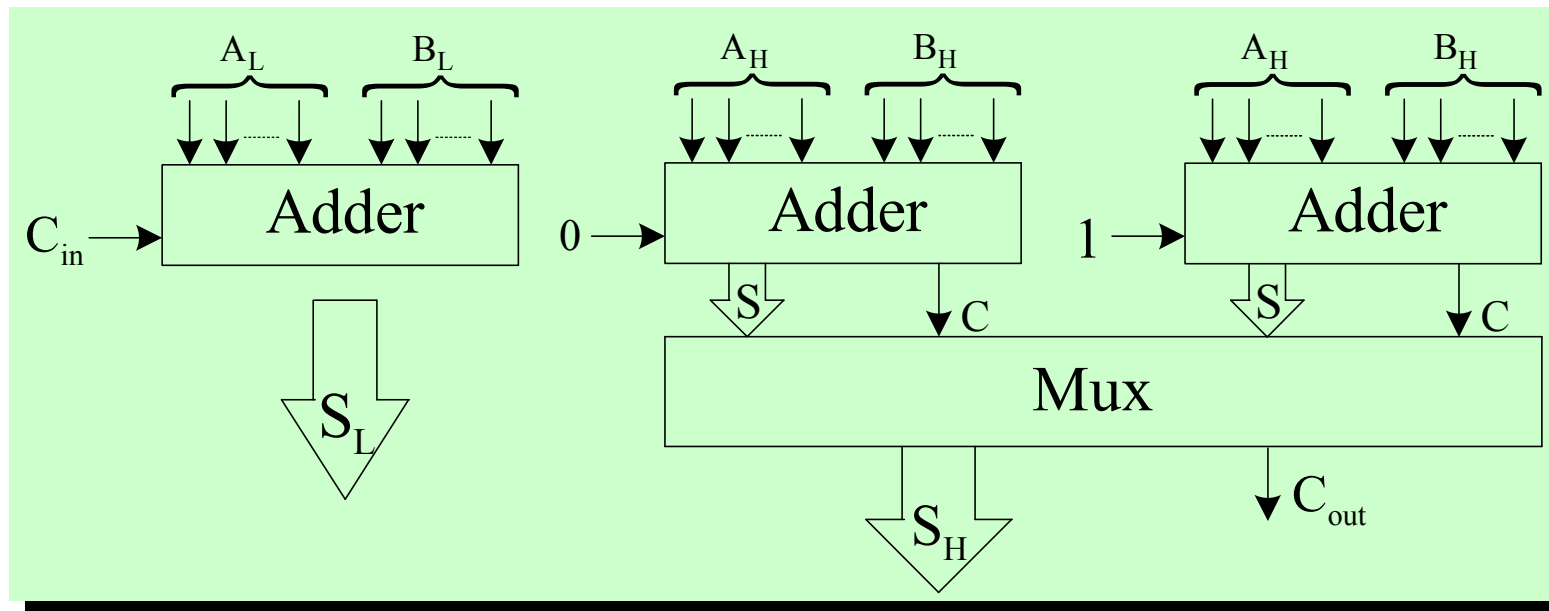 A_L B_L A_H B_H A_H B_H
C_in Adder 0 Adder 1 Adder
S C S C
Mux
S_L
S_H C_out